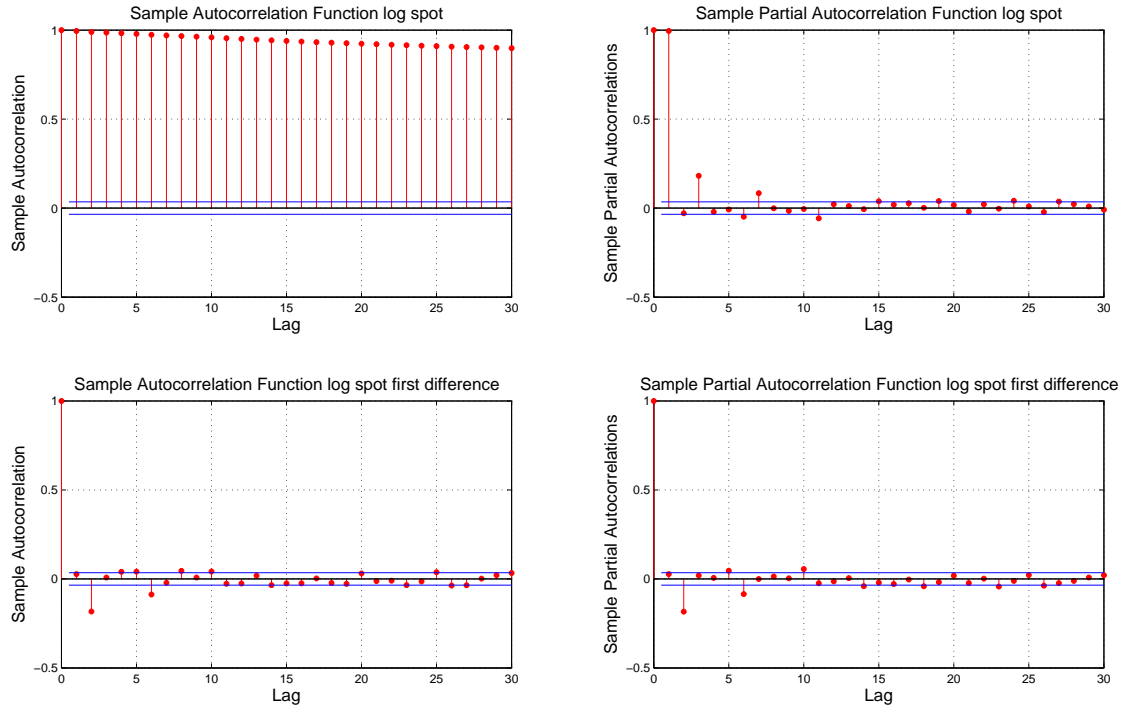 Sample Autocorrelation Function log spot
1
0.5
0
−0.5
Sample Autocorrelation
0 5 10 15 20 25 30
Lag
Sample Partial Autocorrelation Function log spot
1
0.5
0
−0.5
Sample Partial Autocorrelations
0 5 10 15 20 25 30
Lag
Sample Autocorrelation Function log spot first difference
1
0.5
0
−0.5
Sample Autocorrelation
0 5 10 15 20 25 30
Lag
Sample Partial Autocorrelation Function log spot first difference
1
0.5
0
−0.5
Sample Partial Autocorrelations
0 5 10 15 20 25 30
Lag